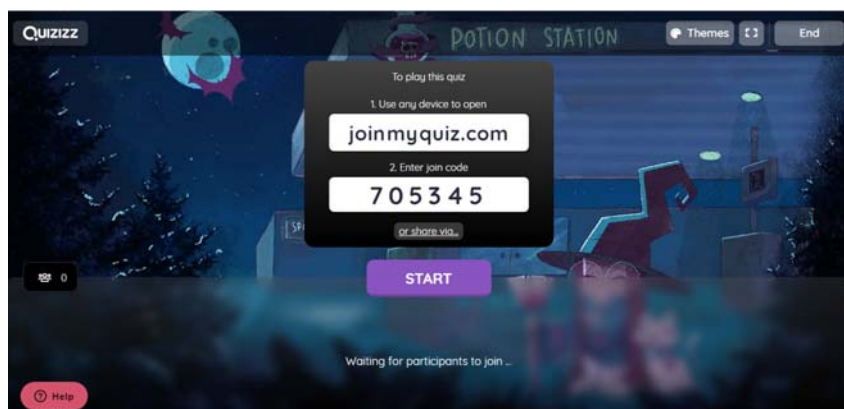 Quizizz
POTION STATION
Themes
End
To play this quiz
1. Use any device to open
joinmyquiz.com
2. Enter join code
705345
or share via...
0
START
Waiting for participants to join ...
Help